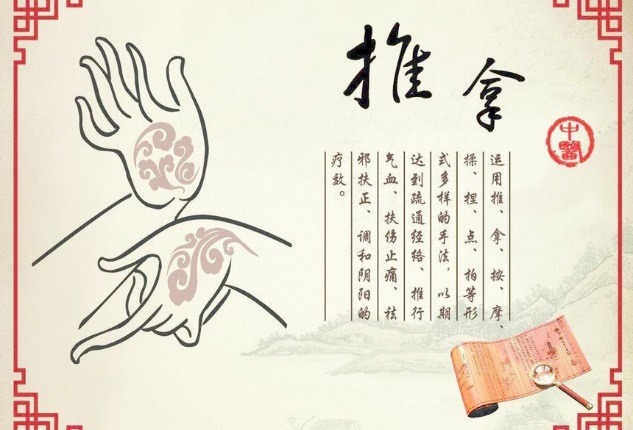 推拿
中醫
运用推、拿、按、摩、
揉、捏、点、拍等形
式多样的手法，以期
达到疏通经络、推行
气血、扶伤止痛、祛
邪扶正、调和阴阳的
疗效。